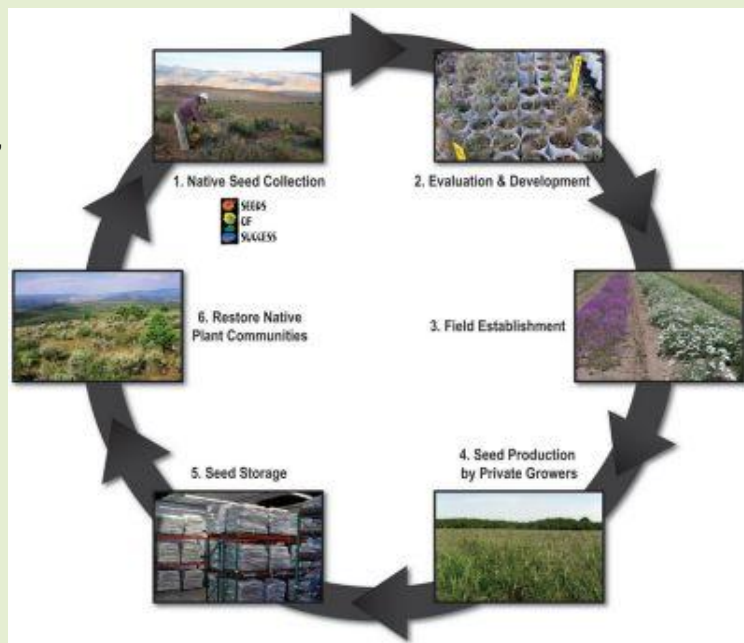 1. Native Seed Collection
SEEDS
OF
SUCCESS
2. Evaluation & Development
3. Field Establishment
4. Seed Production
by Private Growers
5. Seed Storage
6. Restore Native
Plant Communities